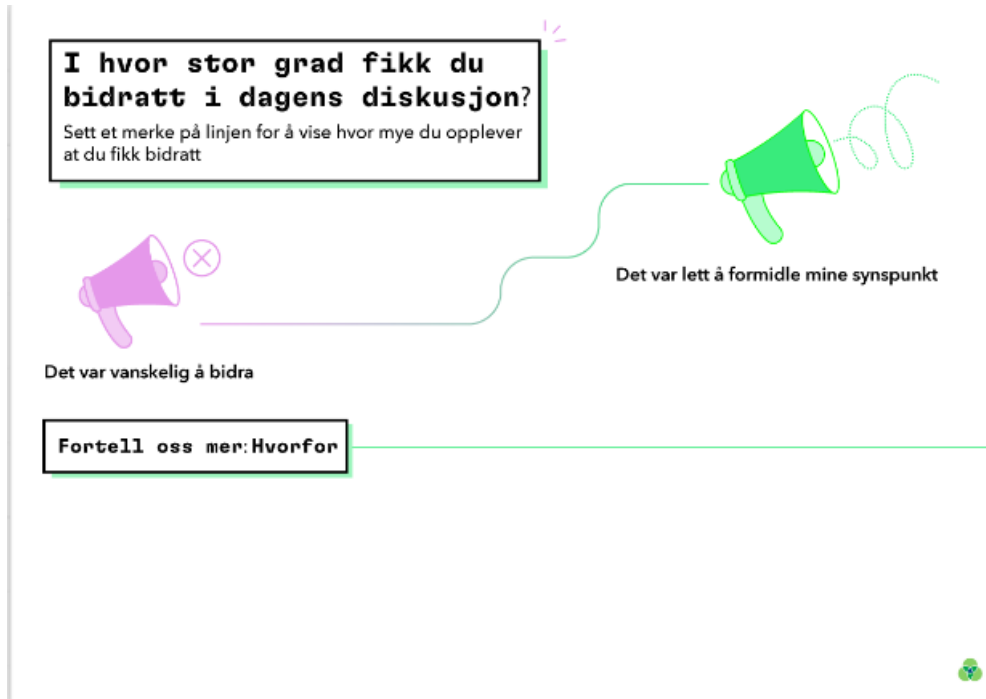 I hvor stor grad fikk du
bidratt i dagens diskusjon?
Sett et merke på linjen for å vise hvor mye du opplever
at du fikk bidratt
Det var lett å formidle mine synspunkt
Det var vanskelig å bidra
Fortell oss mer: Hvorfor